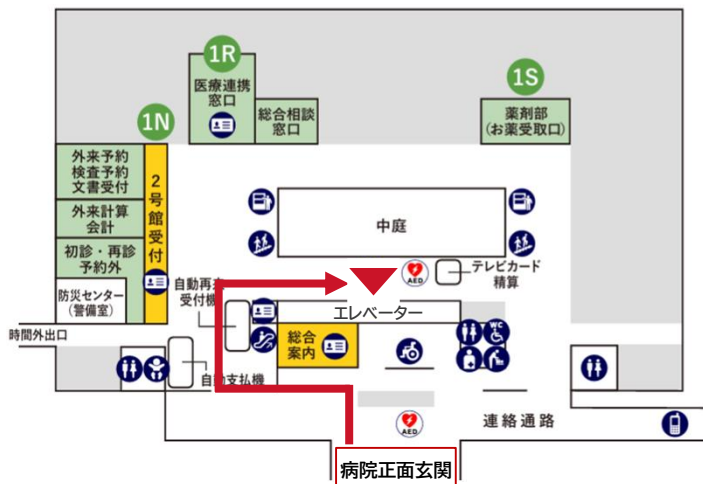 1R
医療連携
窓口
総合相談
窓口
1S
薬剤部
(お薬受取口)
1N
外来予約
検査予約
文書受付
外来計算
会計
初診・再診
予約外
防災センター
(警備室)
2号館受付
中庭
AED
テレビカード
精算
自動再来
受付機
エレベーター
総合
案内
WC
時間外出口
自動支払機
AED
連絡通路
病院正面玄関